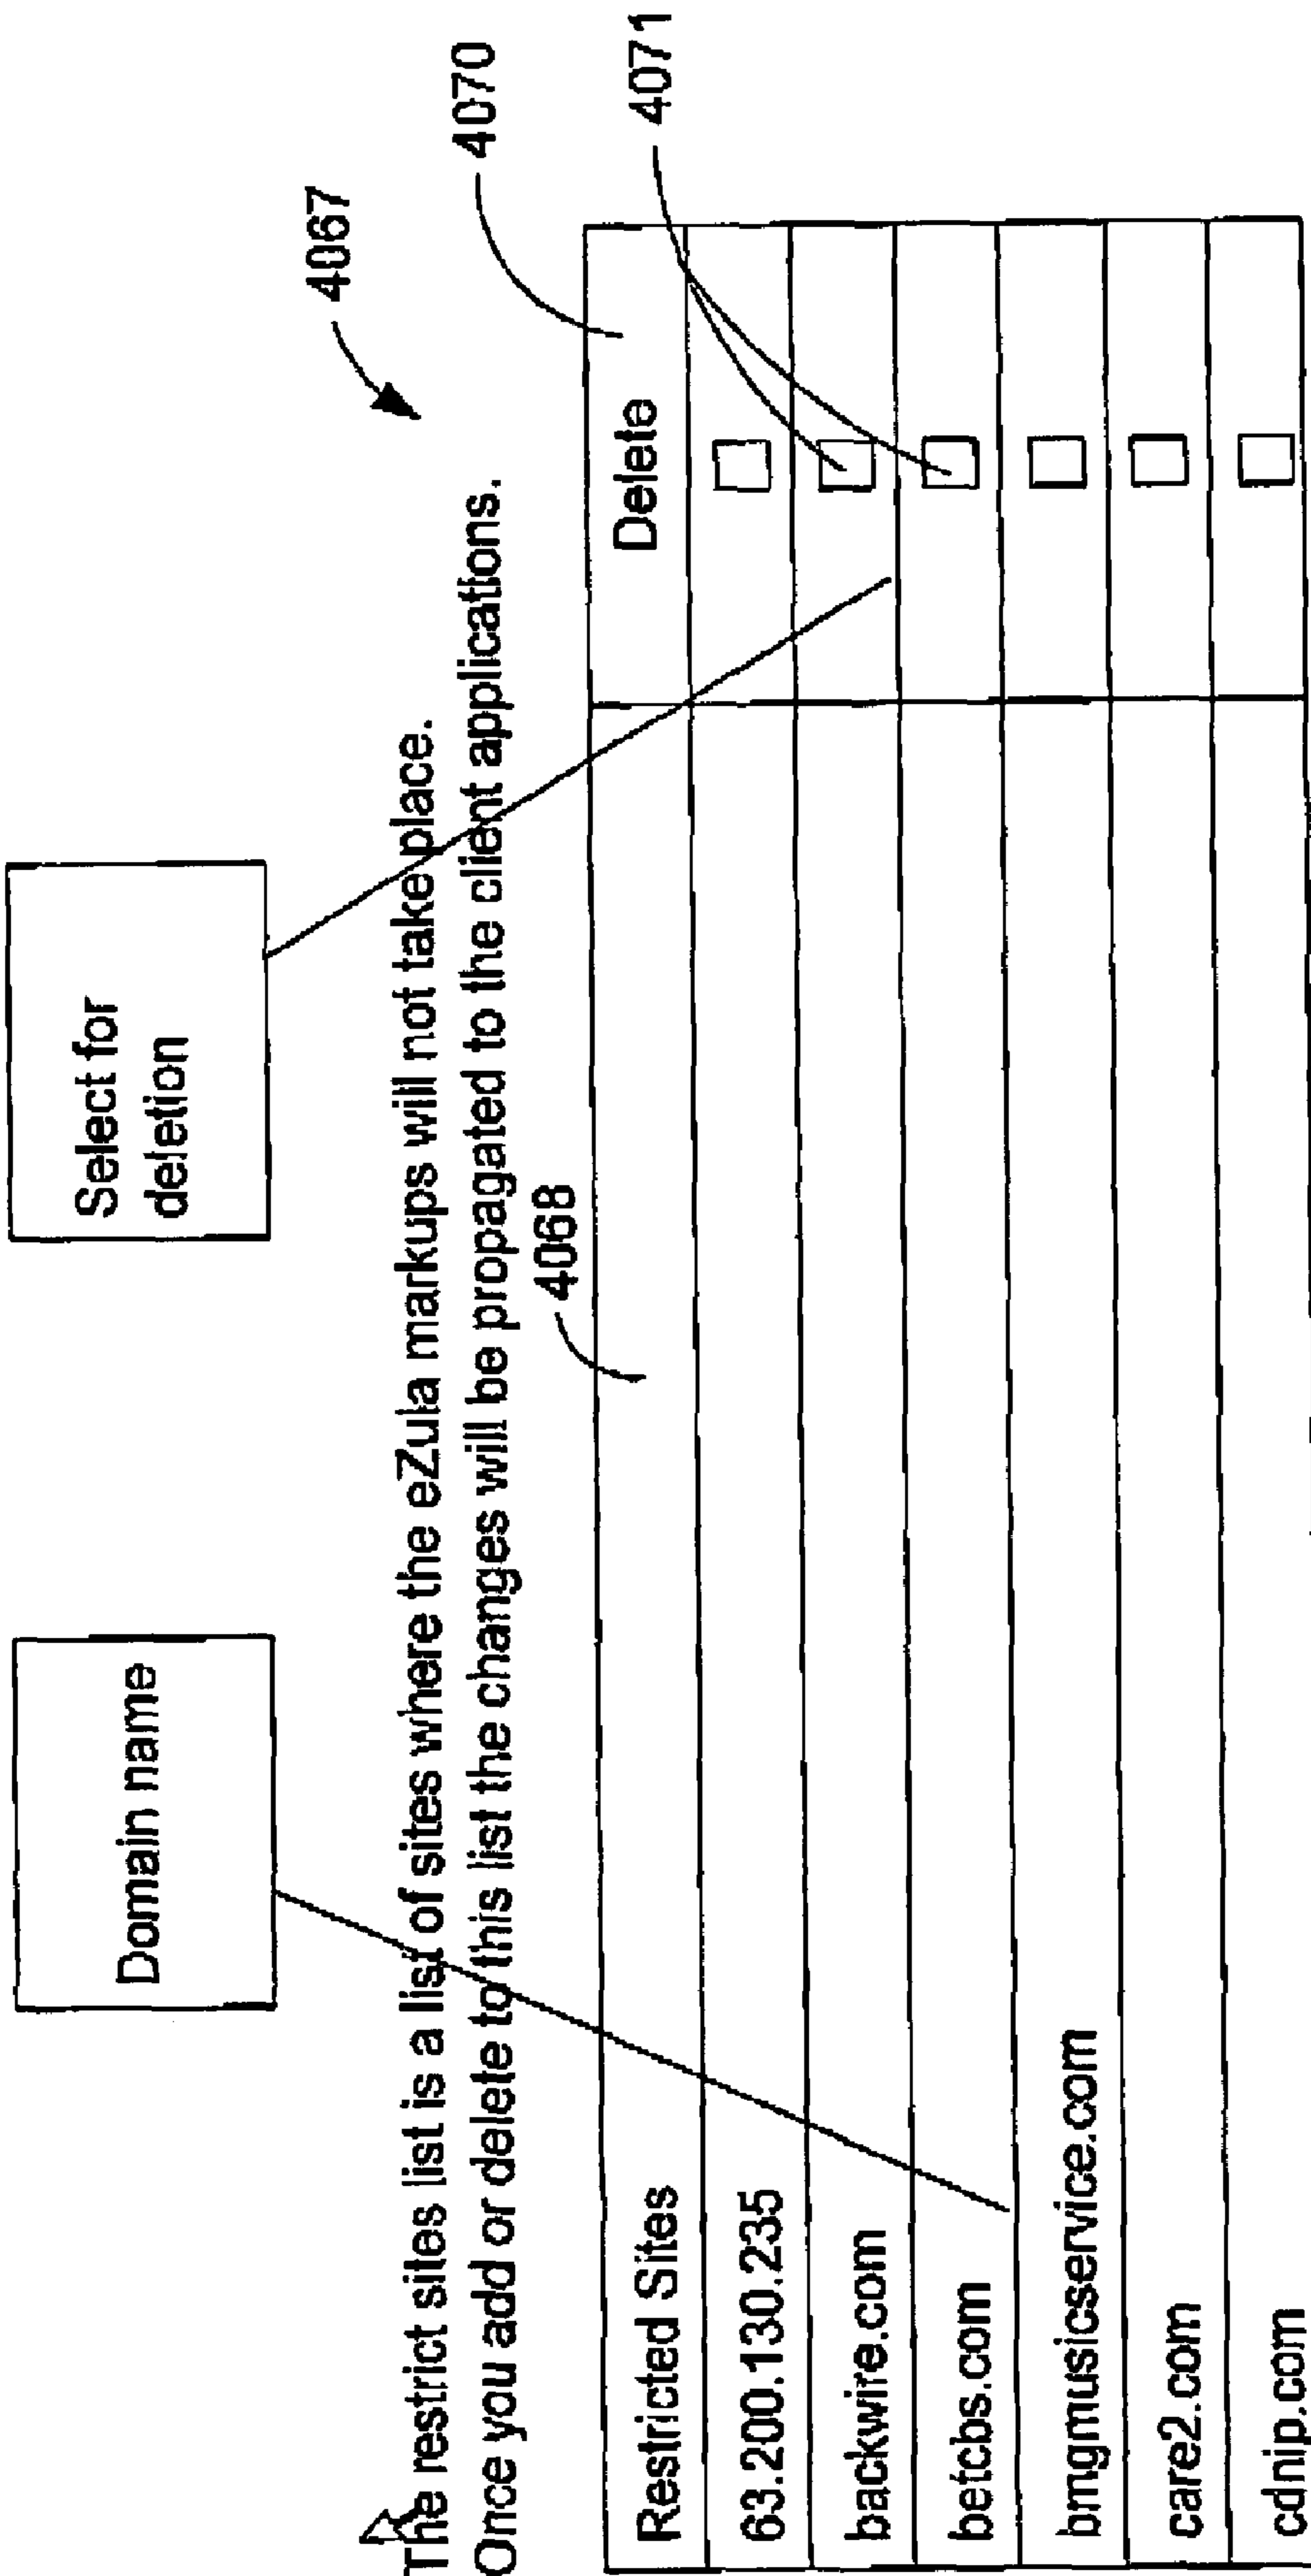 Domain name
Select for
deletion
4067
The restrict sites list is a list of sites where the eZula markups will not take place.
Once you add or delete to this list the changes will be propagated to the client applications.
4068
4070
4071
Restricted Sites
Delete
63.200.130.235
backwire.com
betcbs.com
bmgmusicservice.com
care2.com
cdnip.com